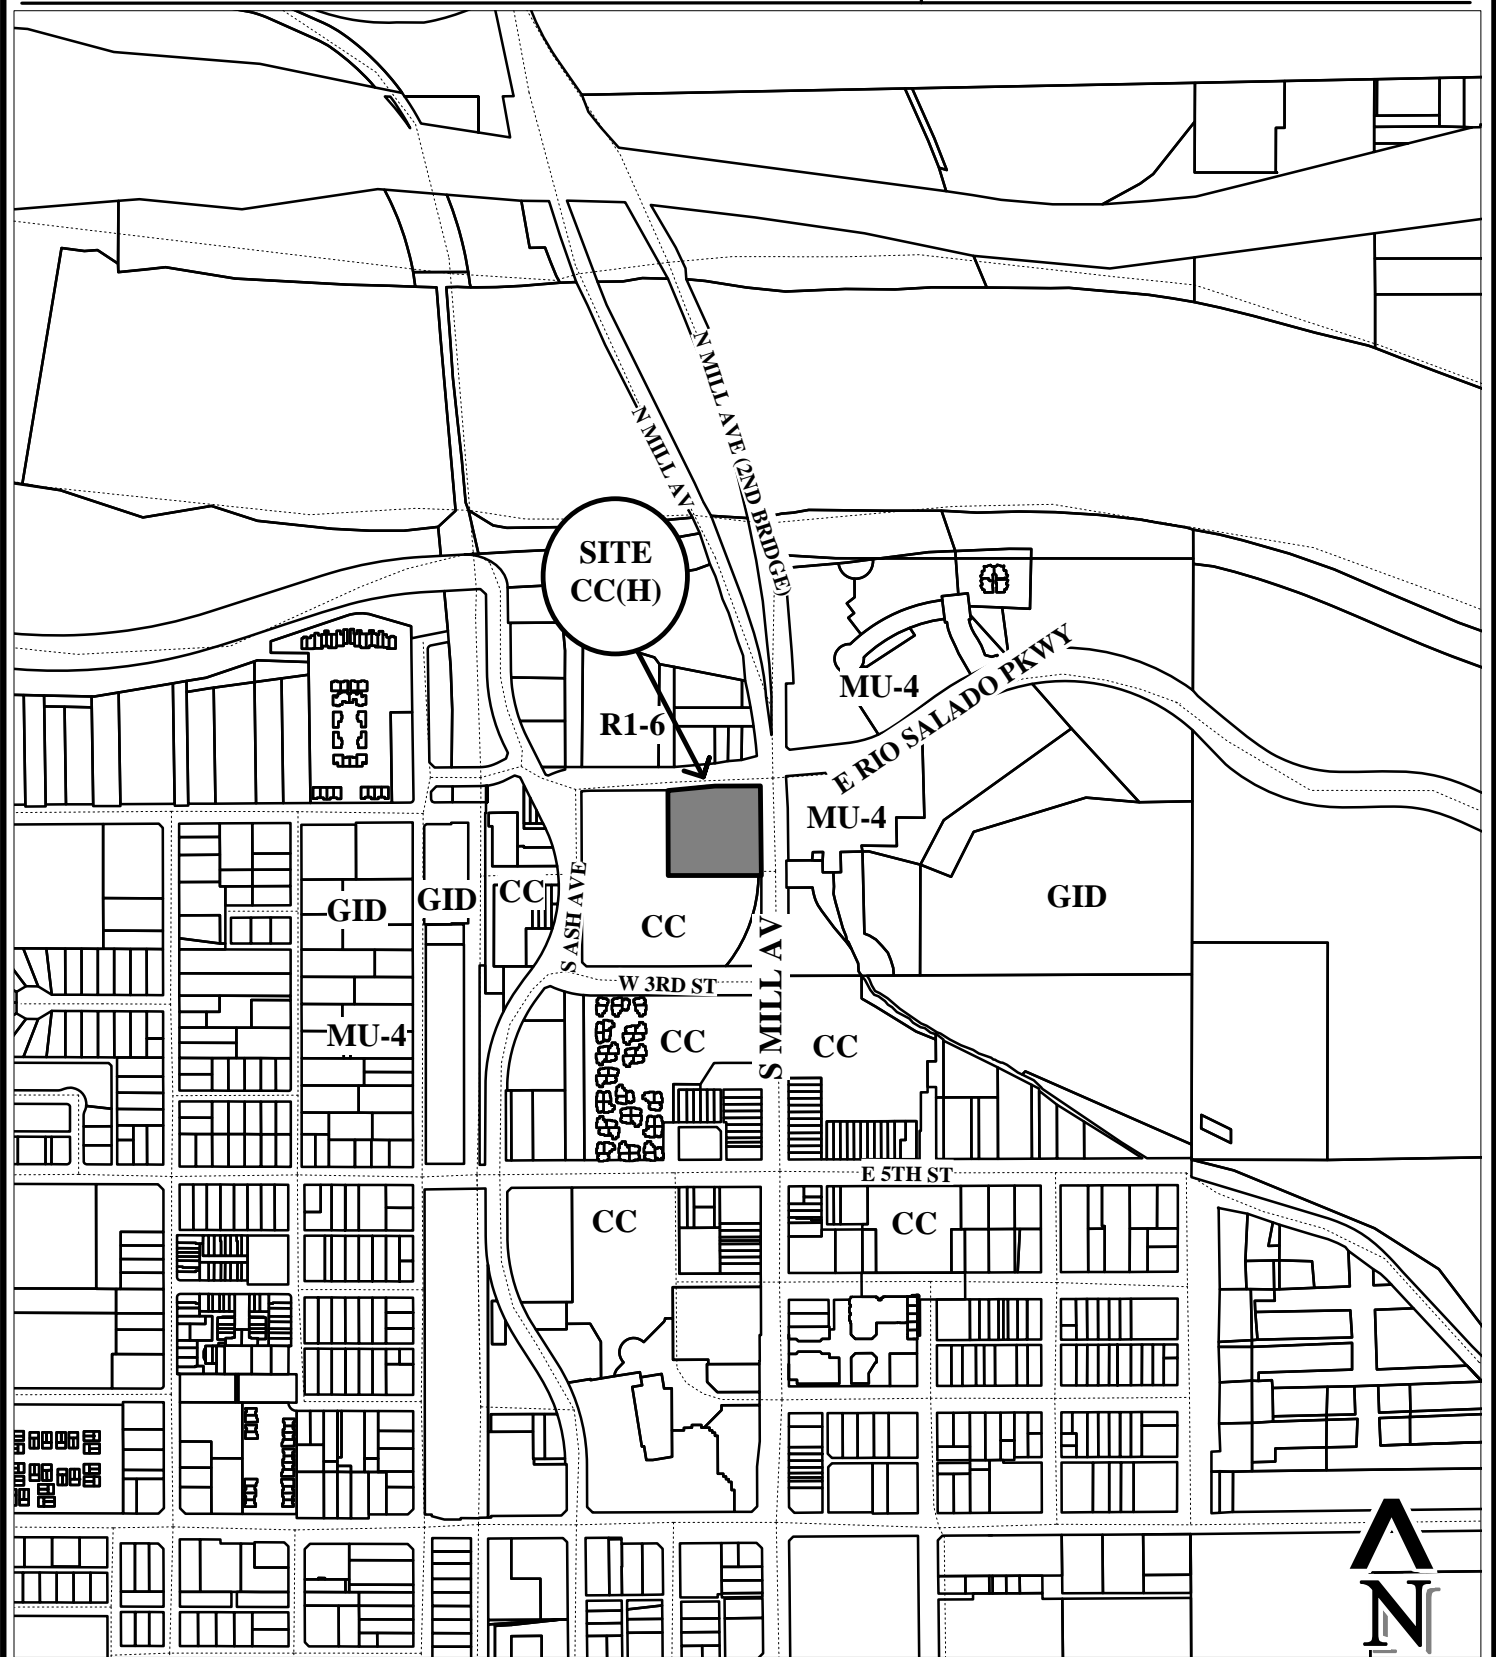 N MILL AVE (2ND BRIDGE)
N MILL AV
SITE
CC(H)
E RIO SALADO PKWY
MU-4
R1-6
MU-4
GID
GID
CC
S ASH AVE
CC
GID
W 3RD ST
S MILL AV
MU-4
CC
CC
E 5TH ST
CC
CC
N